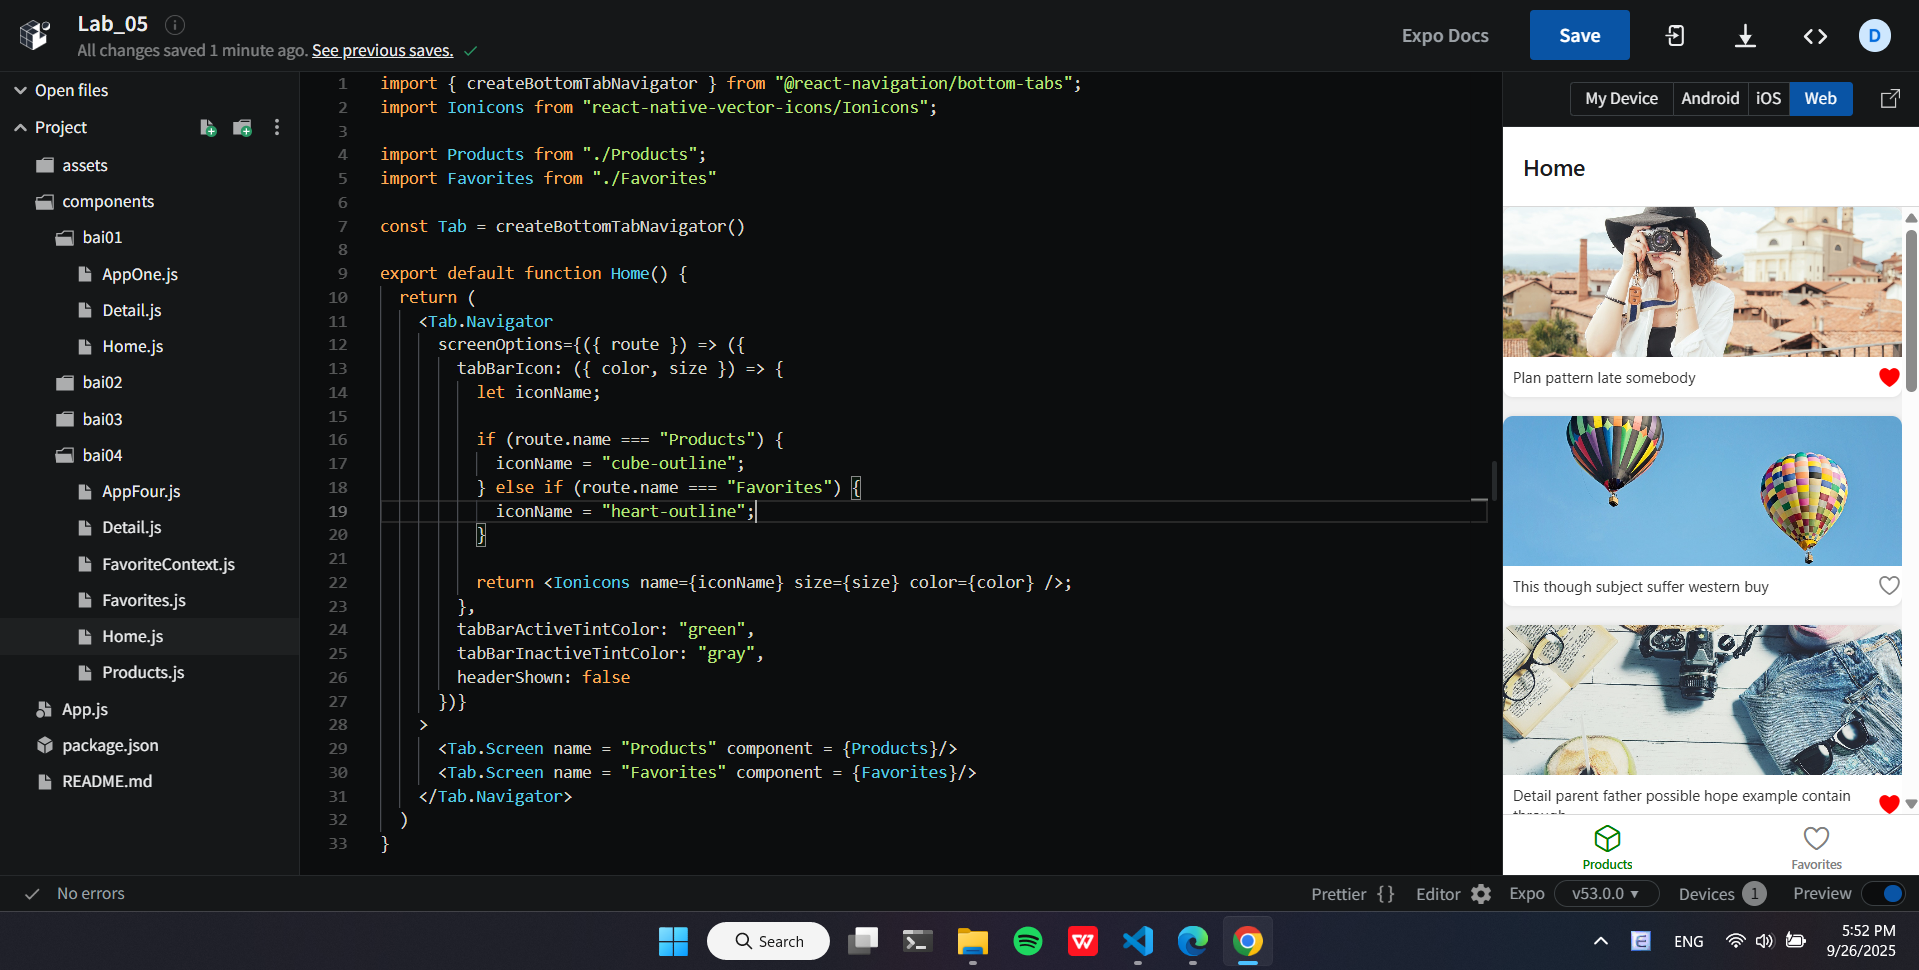 Lab_05
All changes saved 1 minute ago. See previous saves.
Expo Docs
Save
D
Open files
Project
assets
components
bai01
AppOne.js
Detail.js
Home.js
bai02
bai03
bai04
AppFour.js
Detail.js
FavoriteContext.js
Favorites.js
Home.js
Products.js
App.js
package.json
README.md
1 import { createBottomTabNavigator } from "@react-navigation/bottom-tabs";
2 import Ionicons from "react-native-vector-icons/Ionicons";
3
4 import Products from "./Products";
5 import Favorites from "./Favorites"
6
7 const Tab = createBottomTabNavigator()
8
9 export default function Home() {
10 return (
11 <Tab.Navigator
12 screenOptions={({ route }) => ({
13 tabBarIcon: ({ color, size }) => {
14 let iconName;
15
16 if (route.name === "Products") {
17 iconName = "cube-outline";
18 } else if (route.name === "Favorites") {
19 iconName = "heart-outline";
20 }
21
22 return <Ionicons name={iconName} size={size} color={color} />;
23 },
24 tabBarActiveTintColor: "green",
25 tabBarInactiveTintColor: "gray",
26 headerShown: false
27 })}
28 >
29 <Tab.Screen name = "Products" component = {Products}/>
30 <Tab.Screen name = "Favorites" component = {Favorites}/>
31 </Tab.Navigator>
32 )
33 }
My Device Android iOS Web
Home
Plan pattern late somebody
This though subject suffer western buy
Detail parent father possible hope example contain
through
Products Favorites
No errors
Prettier { } Editor Expo v53.0.0 Devices 1 Preview
Search
ENG
5:52 PM
9/26/2025